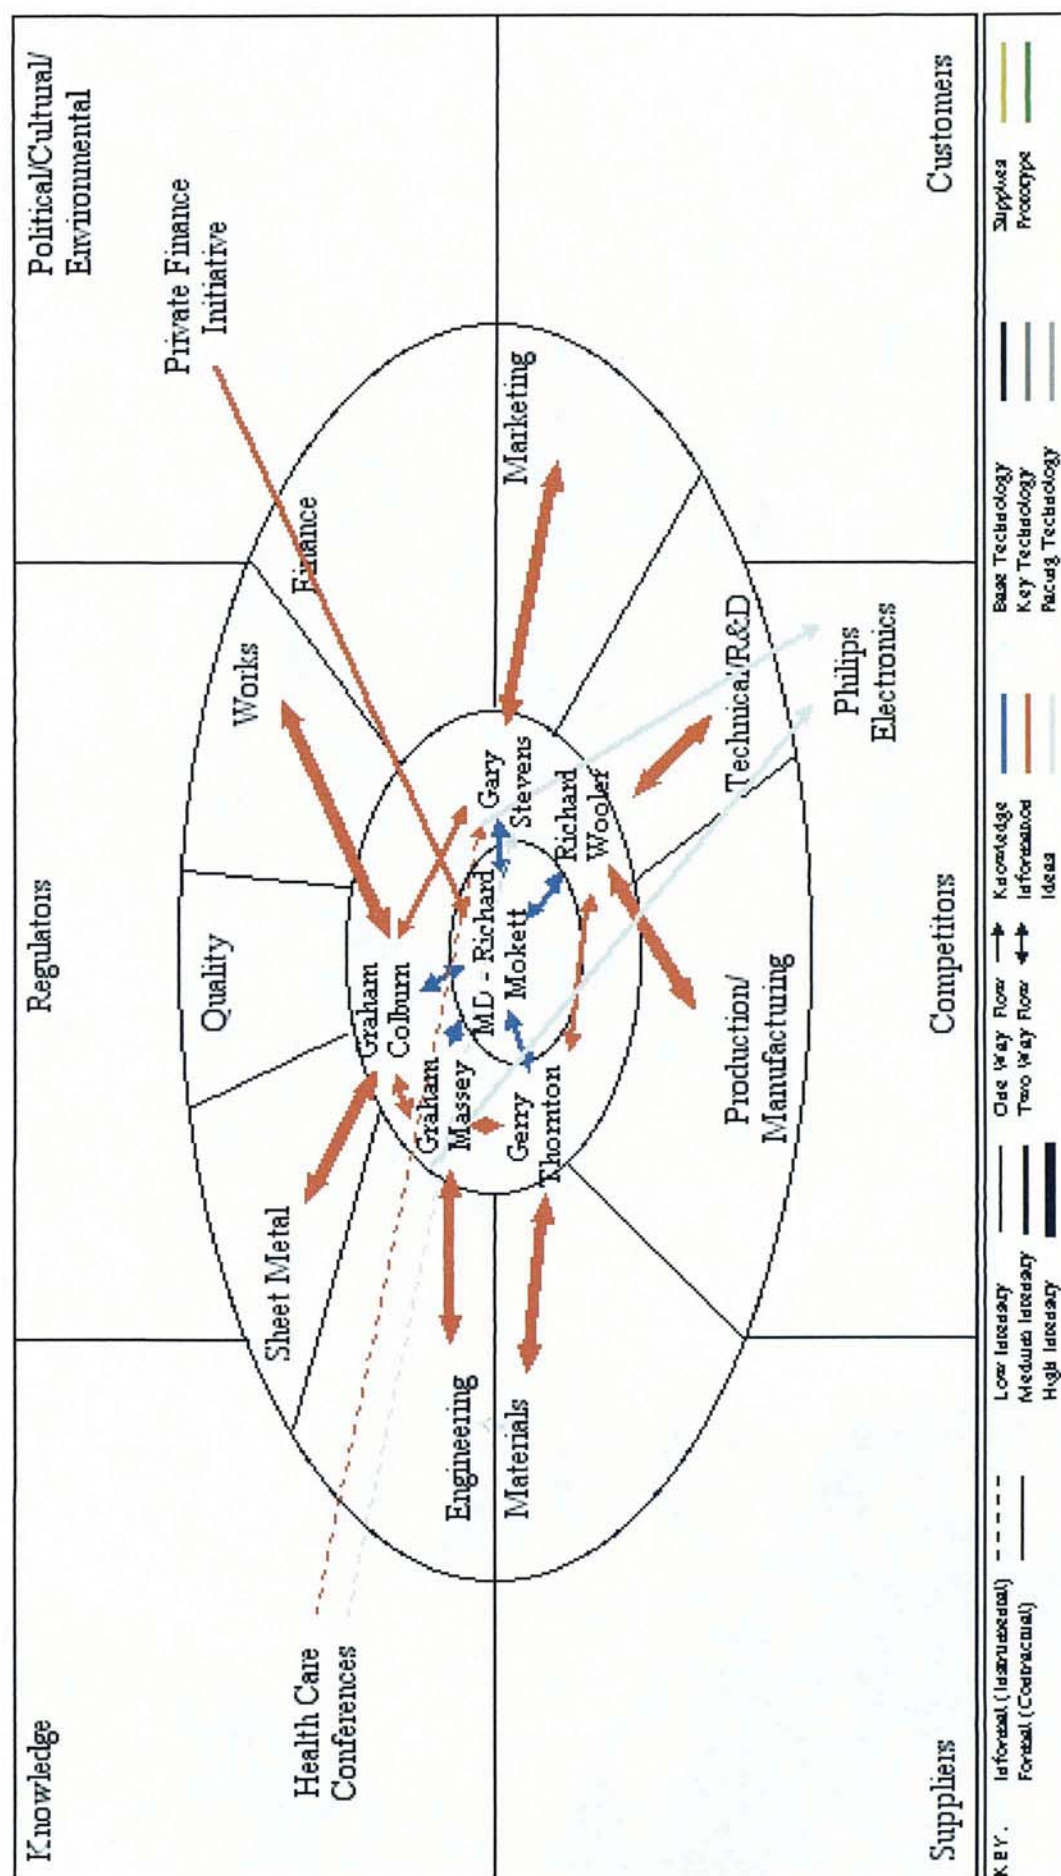 Knowledge
Regulators
Political/Cultural/
Environmental
Health Care
Conferences
Private Finance
Initiative
Sheet Metal
Quality
Works
Finance
Engineering
Materials
Marketing
Graham
Colburn
Graham
Massey
Gerry
Thornton
MD - Richard
Mokett
Gary
Stevens
Richard
Wooler
Production/
Manufacturing
Technical/R&D
Philips
Electronics
Suppliers
Competitors
Customers
KEY.
Informal (Instrumental)
Formal (Contractual)
Low Intensity
Medium Intensity
High Intensity
One Way Flow
Two Way Flow
Knowledge
Information
Ideas
Base Technology
Key Technology
Pacing Technology
Supplies
Prototype